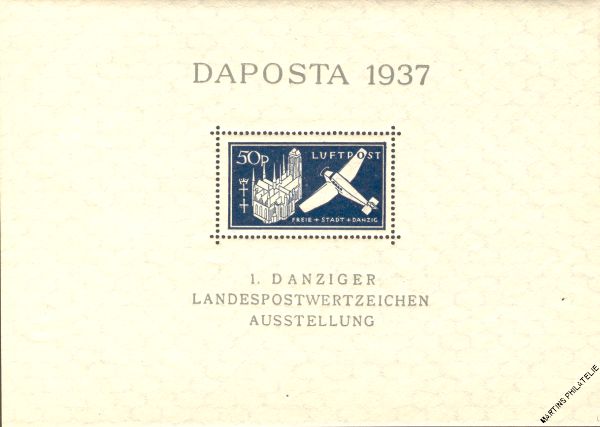 DAPOSTA 1937
50p
LUFTPOST
FREIE + STADT + DANZIG
1. DANZIGER
LANDESPOSTWERTZEICHEN
AUSSTELLUNG
MARTINS PHILATELIE